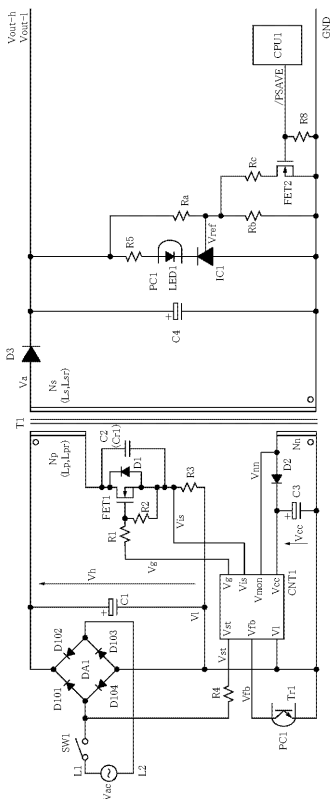 SW1
L1
Vac
L2
D101
D102
DA1
D104
D103
C1
Vh
Vl
R4
Vst
Vfb
PC1
Tr1
Vst
Vfb
Vl
Vg
Vis
Vmon
Vcc
CNT1
R1
Vg
R2
FET1
C2
(Cr1)
D1
R3
Vis
Vnn
D2
C3
Vcc
Nn
Np
(Lp,Lpr)
T1
Ns
(Ls,Lsr)
Va
D3
C4
R5
PC1
LED1
IC1
Vref
Ra
Rb
Rc
FET2
R8
/PSAVE
CPU1
Vout-h
Vout-l
GND